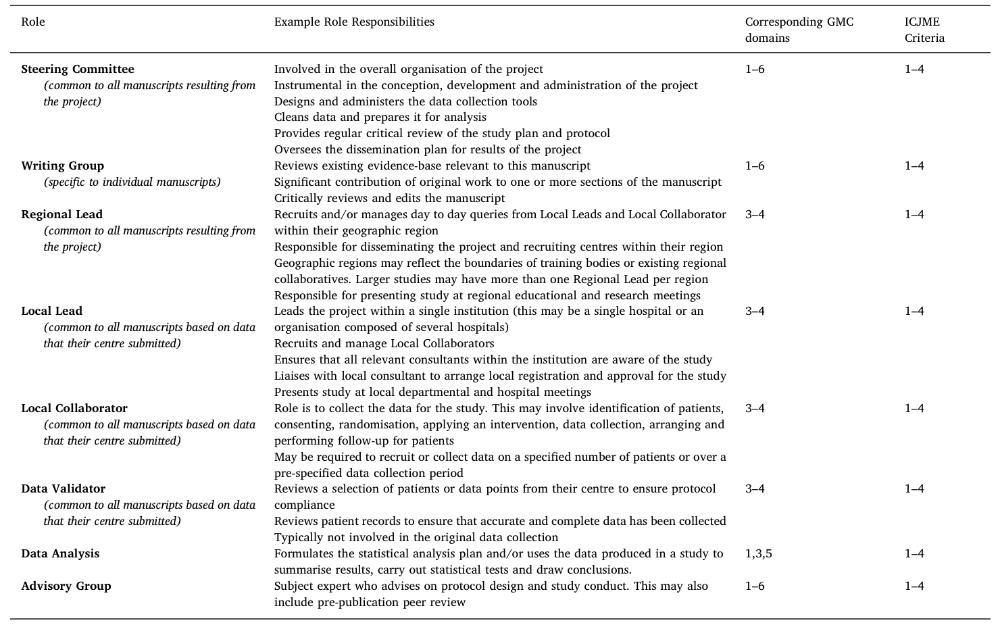 Role Example Role Responsibilities Corresponding GMC domains ICJME Criteria
Steering Committee Involved in the overall organisation of the project 1–6 1–4
(common to all manuscripts resulting from Instrumental in the conception, development and administration of the project
the project) Designs and administers the data collection tools
Cleans data and prepares it for analysis
Provides regular critical review of the study plan and protocol
Oversees the dissemination plan for results of the project
Writing Group Reviews existing evidence-base relevant to this manuscript 1–6 1–4
(specific to individual manuscripts) Significant contribution of original work to one or more sections of the manuscript
Critically reviews and edits the manuscript
Regional Lead Recruits and/or manages day to day queries from Local Leads and Local Collaborator 3–4 1–4
(common to all manuscripts resulting from within their geographic region
the project) Responsible for disseminating the project and recruiting centres within their region
Geographic regions may reflect the boundaries of training bodies or existing regional
collaboratives. Larger studies may have more than one Regional Lead per region
Responsible for presenting study at regional educational and research meetings
Local Lead Leads the project within a single institution (this may be a single hospital or an 3–4 1–4
(common to all manuscripts based on data organisation composed of several hospitals)
that their centre submitted) Recruits and manage Local Collaborators
Ensures that all relevant consultants within the institution are aware of the study
Liaises with local consultant to arrange local registration and approval for the study
Presents study at local departmental and hospital meetings
Local Collaborator Role is to collect the data for the study. This may involve identification of patients, 3–4 1–4
(common to all manuscripts based on data consenting, randomisation, applying an intervention, data collection, arranging and
that their centre submitted) performing follow-up for patients
May be required to recruit or collect data on a specified number of patients or over a
pre-specified data collection period
Data Validator Reviews a selection of patients or data points from their centre to ensure protocol 3–4 1–4
(common to all manuscripts based on data compliance
that their centre submitted) Reviews patient records to ensure that accurate and complete data has been collected
Typically not involved in the original data collection
Data Analysis Formulates the statistical analysis plan and/or uses the data produced in a study to 1,3,5 1–4
summarise results, carry out statistical tests and draw conclusions.
Advisory Group Subject expert who advises on protocol design and study conduct. This may also 1–6 1–4
include pre-publication peer review